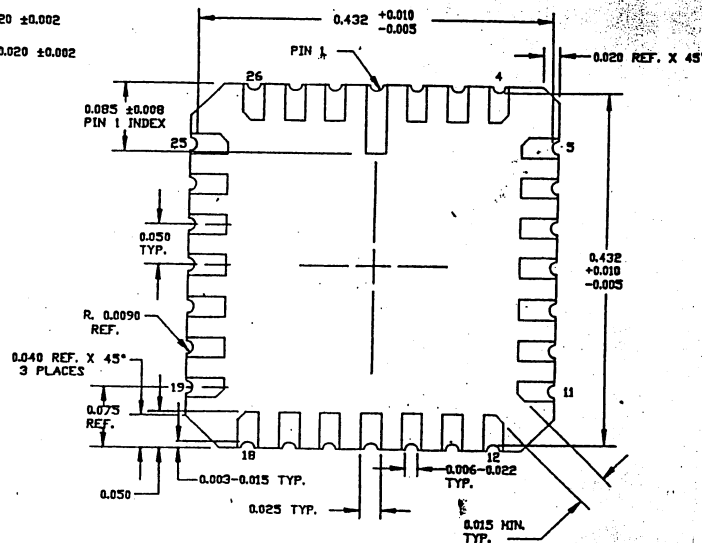 20 ±0.002
0.020 ±0.002
0.432 +0.010
-0.005
PIN 1
0.020 REF. X 45°
26
4
0.085 ±0.008
PIN 1 INDEX
25
5
0.050
TYP.
0.432
+0.010
-0.005
R. 0.0090
REF.
0.040 REF. X 45°
3 PLACES
19
11
0.075
REF.
18
12
0.003-0.015 TYP.
0.006-0.022
TYP.
0.050
0.025 TYP.
0.015 MIN.
TYP.